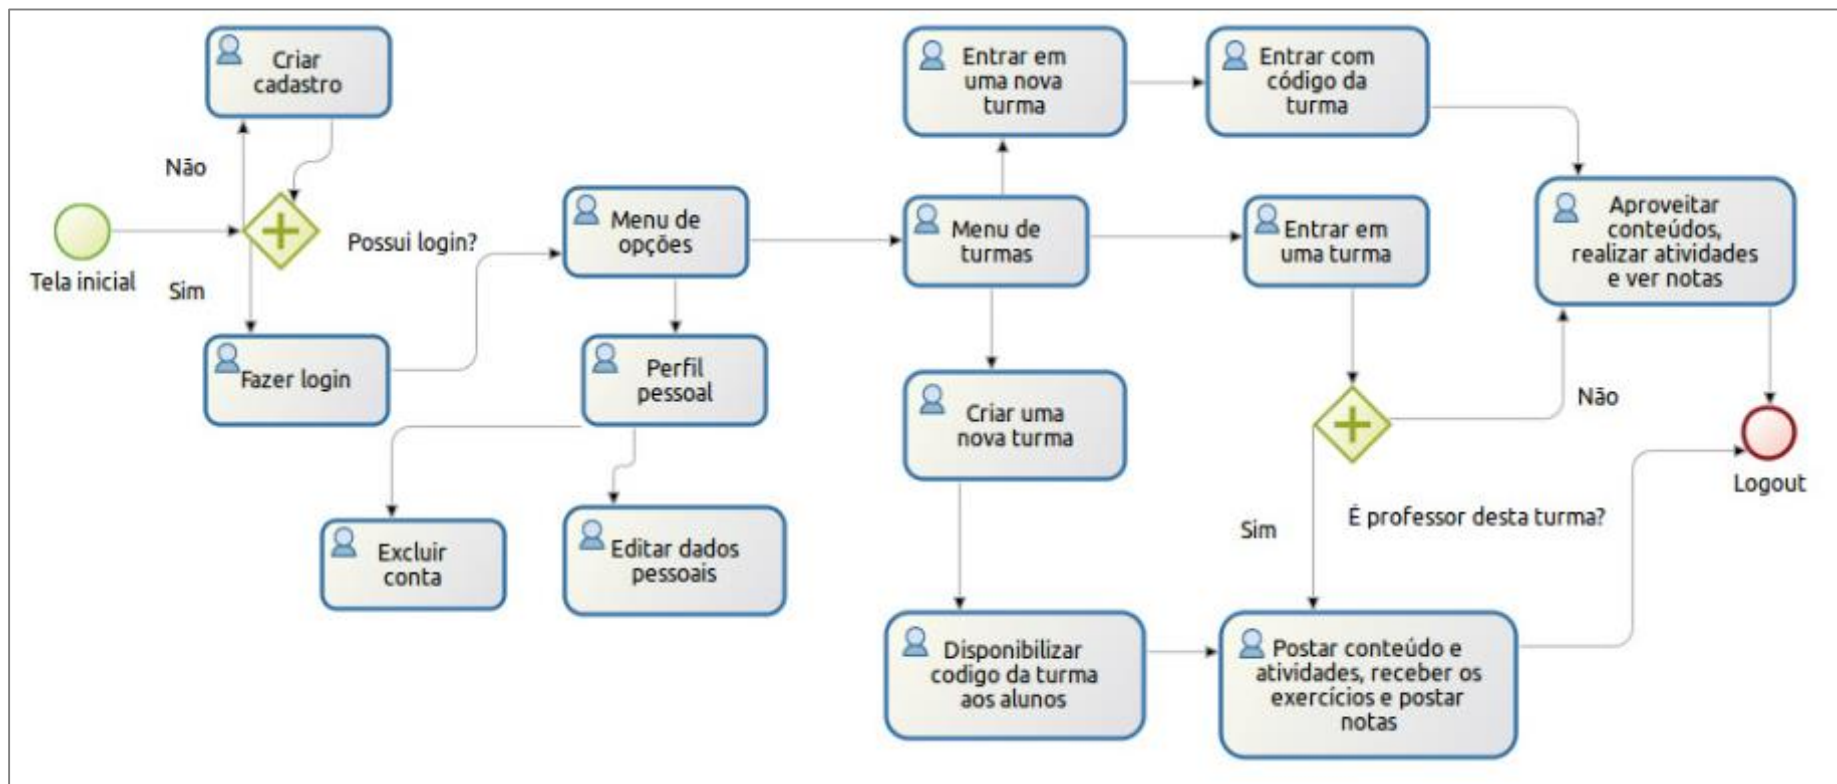 Criar
cadastro
Não
Tela inicial
Sim
Possui login?
Fazer login
Menu de
opções
Perfil
pessoal
Excluir
conta
Editar dados
pessoais
Entrar em
uma nova
turma
Entrar com
código da
turma
Menu de
turmas
Entrar em
uma turma
Aproveitar
conteúdos,
realizar atividades
e ver notas
Criar uma
nova turma
Não
Logout
Sim
É professor desta turma?
Disponibilizar
codigo da turma
aos alunos
Postar conteúdo e
atividades, receber os
exercícios e postar
notas